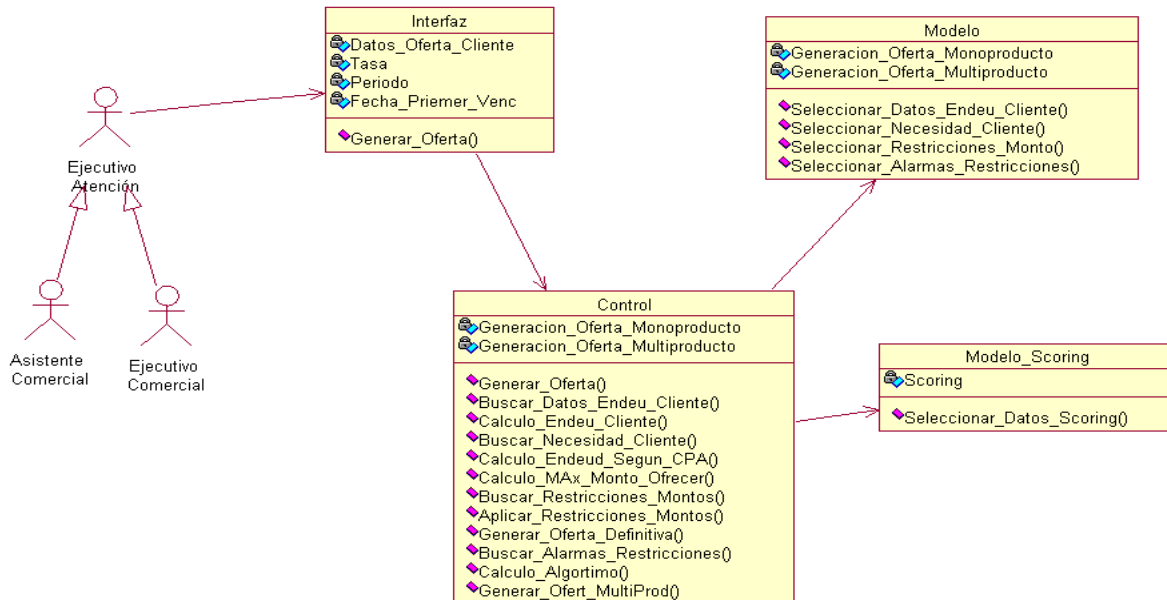 Interfaz
Datos_Oferta_Cliente
Tasa
Periodo
Fecha_Priemer_Venc
Generar_Oferta()
Modelo
Generacion_Oferta_Monoproducto
Generacion_Oferta_Multiproducto
Seleccionar_Datos_Endeu_Cliente()
Seleccionar_Necesidad_Cliente()
Seleccionar_Restricciones_Monto()
Seleccionar_Alarmas_Restricciones()
Ejecutivo
Atención
Asistente
Comercial
Ejecutivo
Comercial
Control
Generacion_Oferta_Monoproducto
Generacion_Oferta_Multiproducto
Generar_Oferta()
Buscar_Datos_Endeu_Cliente()
Calculo_Endeu_Cliente()
Buscar_Necesidad_Cliente()
Calculo_Endeud_Segun_CPA()
Calculo_MAx_Monto_Ofrecer()
Buscar_Restricciones_Montos()
Aplicar_Restricciones_Montos()
Generar_Oferta_Definitiva()
Buscar_Alarmas_Restricciones()
Calculo_Algortimo()
Generar_Ofert_MultiProd()
Modelo_Scoring
Scoring
Seleccionar_Datos_Scoring()